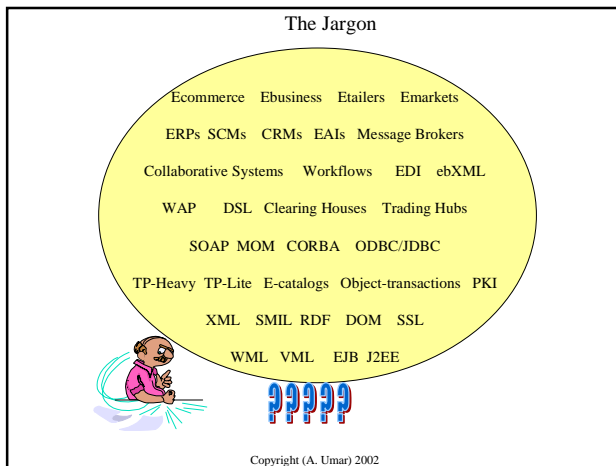 The Jargon
Ecommerce Ebusiness Etailers Emarkets
ERPs SCMs CRMs EAIs Message Brokers
Collaborative Systems Workflows EDI ebXML
WAP DSL Clearing Houses Trading Hubs
SOAP MOM CORBA ODBC/JDBC
TP-Heavy TP-Lite E-catalogs Object-transactions PKI
XML SMIL RDF DOM SSL
WML VML EJB J2EE
?????
Copyright (A. Umar) 2002